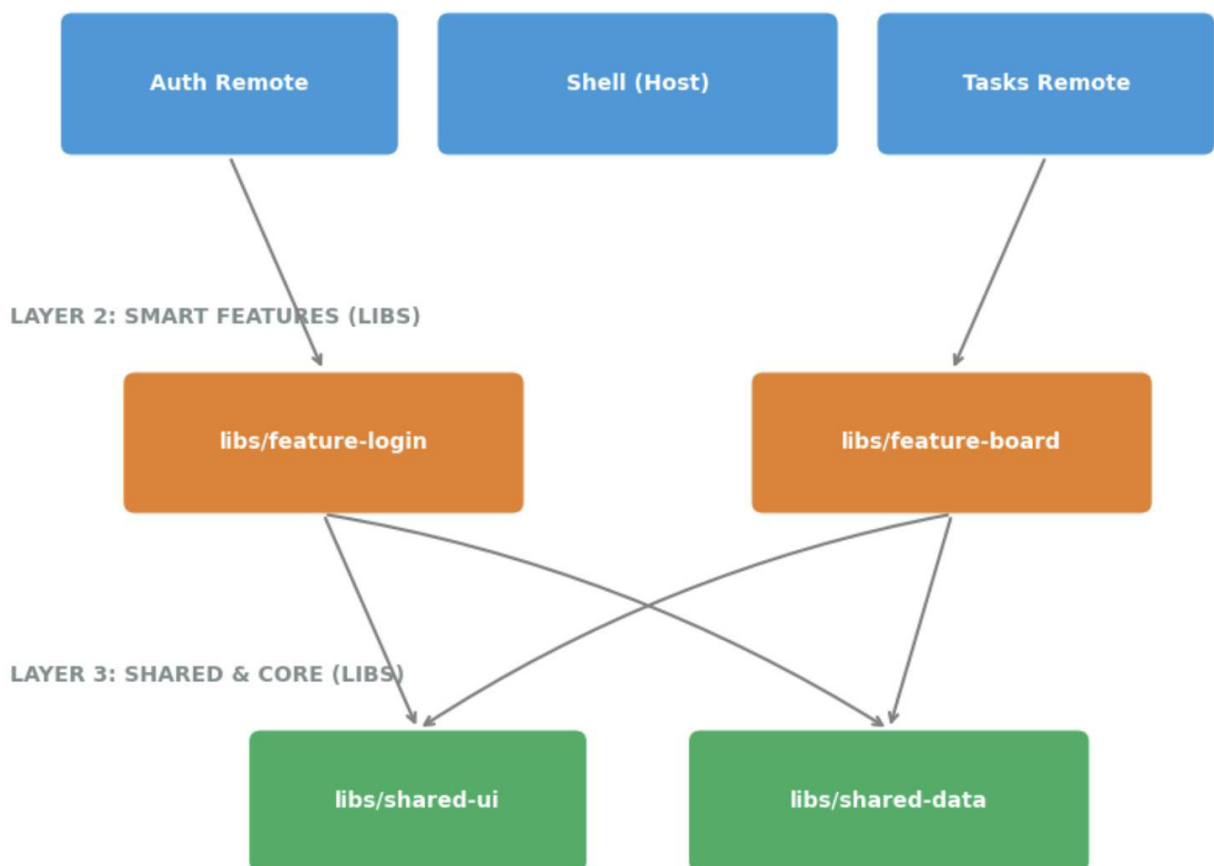 Auth Remote
Shell (Host)
Tasks Remote
LAYER 2: SMART FEATURES (LIBS)
libs/feature-login
libs/feature-board
LAYER 3: SHARED & CORE (LIBS)
libs/shared-ui
libs/shared-data